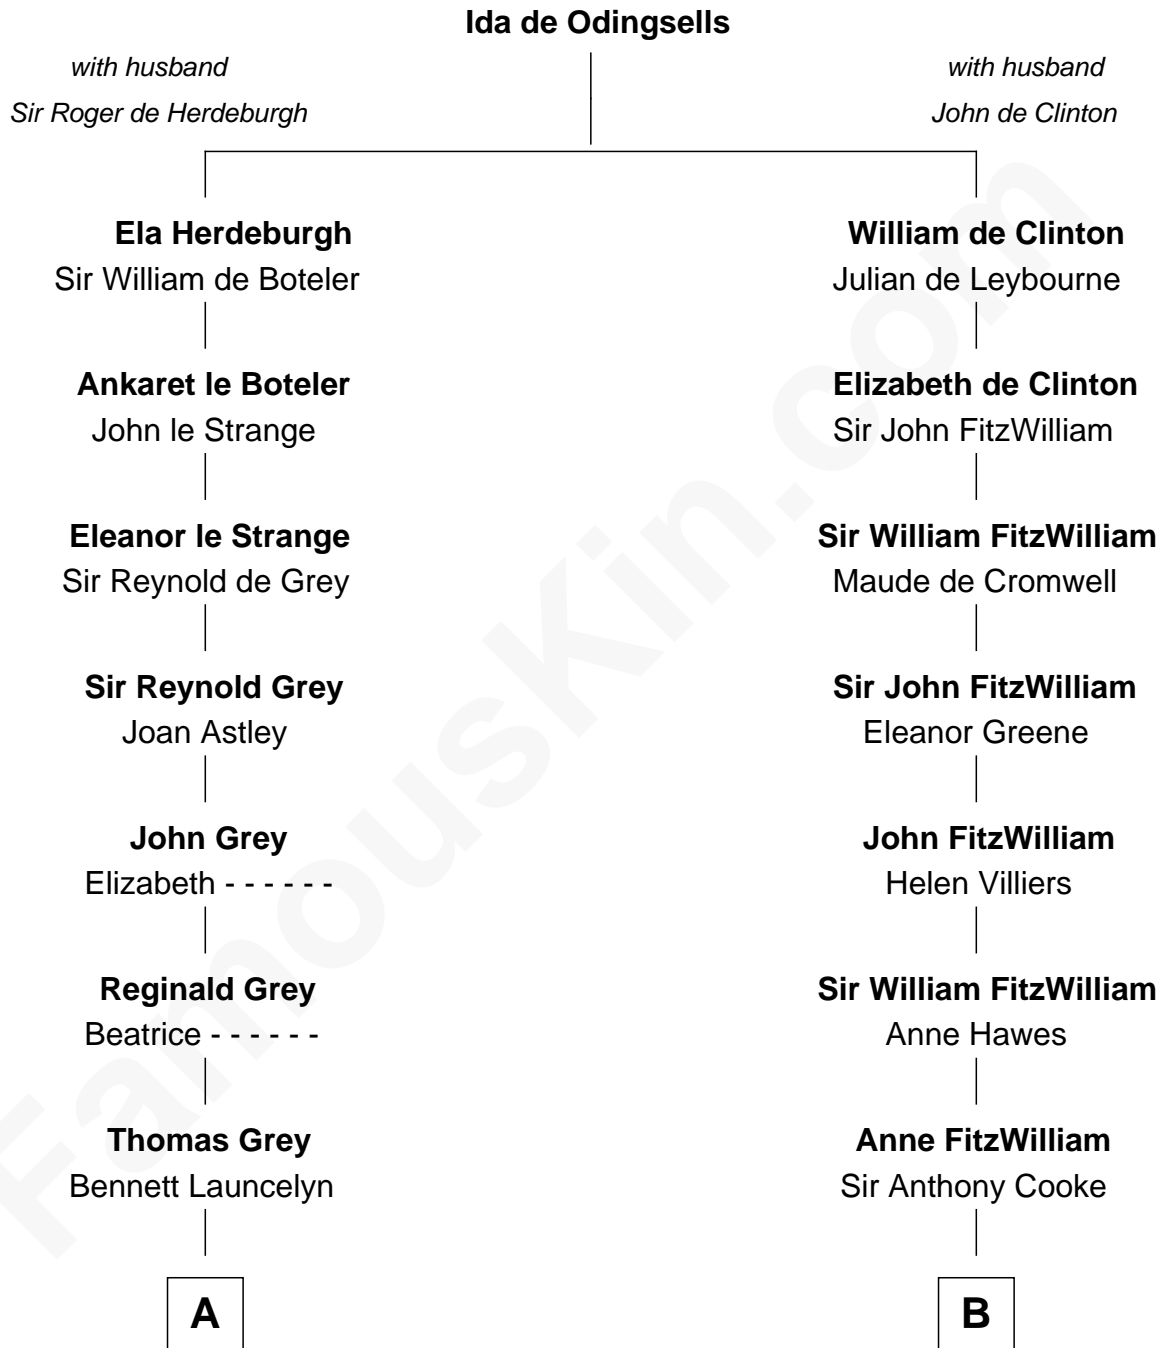 Ida de Odingsells
with husband
Sir Roger de Herdeburgh
with husband
John de Clinton
Ela Herdeburgh
Sir William de Boteler
William de Clinton
Julian de Leybourne
Ankaret le Boteler
John le Strange
Elizabeth de Clinton
Sir John FitzWilliam
Eleanor le Strange
Sir Reynold de Grey
Sir William FitzWilliam
Maude de Cromwell
Sir Reynold Grey
Joan Astley
Sir John FitzWilliam
Eleanor Greene
John Grey
Elizabeth - - - - - -
John FitzWilliam
Helen Villiers
Reginald Grey
Beatrice - - - - - -
Sir William FitzWilliam
Anne Hawes
Thomas Grey
Bennett Launcelyn
Anne FitzWilliam
Sir Anthony Cooke
A
B
FamousKin.com